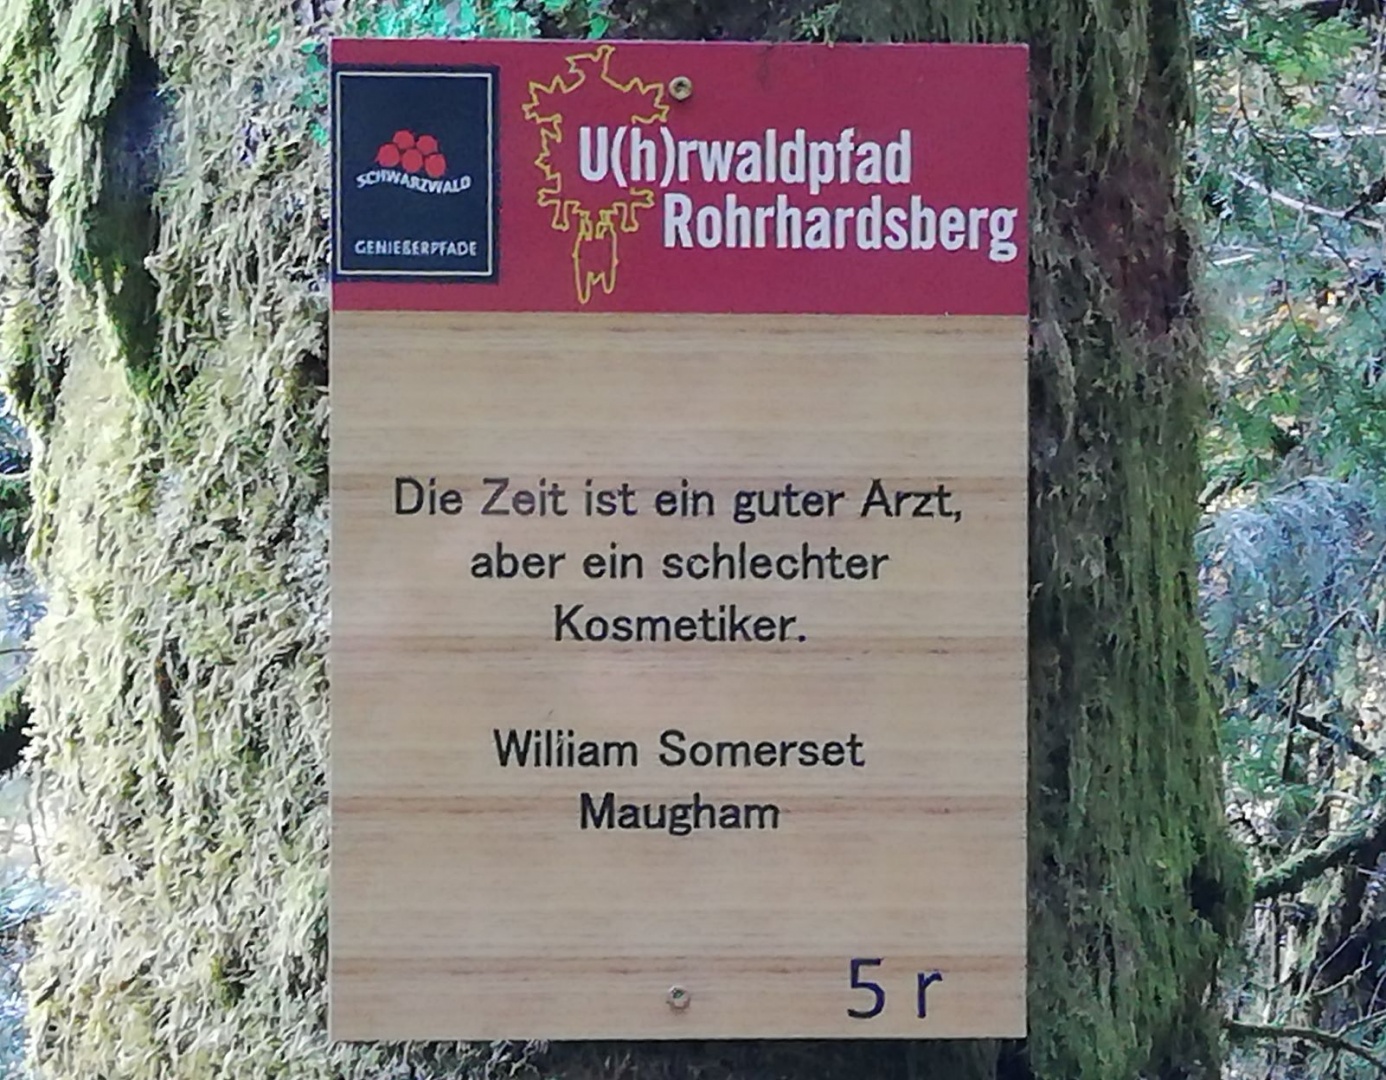 SCHWARZWALD
GENIEßERPFADE
U(h)rwaldpfad
Rohrhardsberg
Die Zeit ist ein guter Arzt,
aber ein schlechter
Kosmetiker.
William Somerset
Maugham
5 r